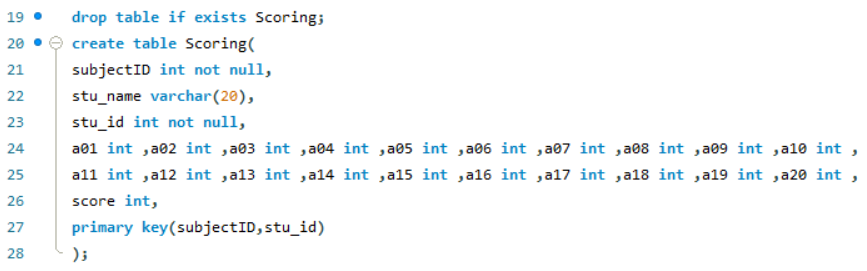 19 drop table if exists Scoring;
20 create table Scoring(
21 subjectID int not null,
22 stu_name varchar(20),
23 stu_id int not null,
24 a01 int ,a02 int ,a03 int ,a04 int ,a05 int ,a06 int ,a07 int ,a08 int ,a09 int ,a10 int ,
25 a11 int ,a12 int ,a13 int ,a14 int ,a15 int ,a16 int ,a17 int ,a18 int ,a19 int ,a20 int ,
26 score int,
27 primary key(subjectID,stu_id)
28 );